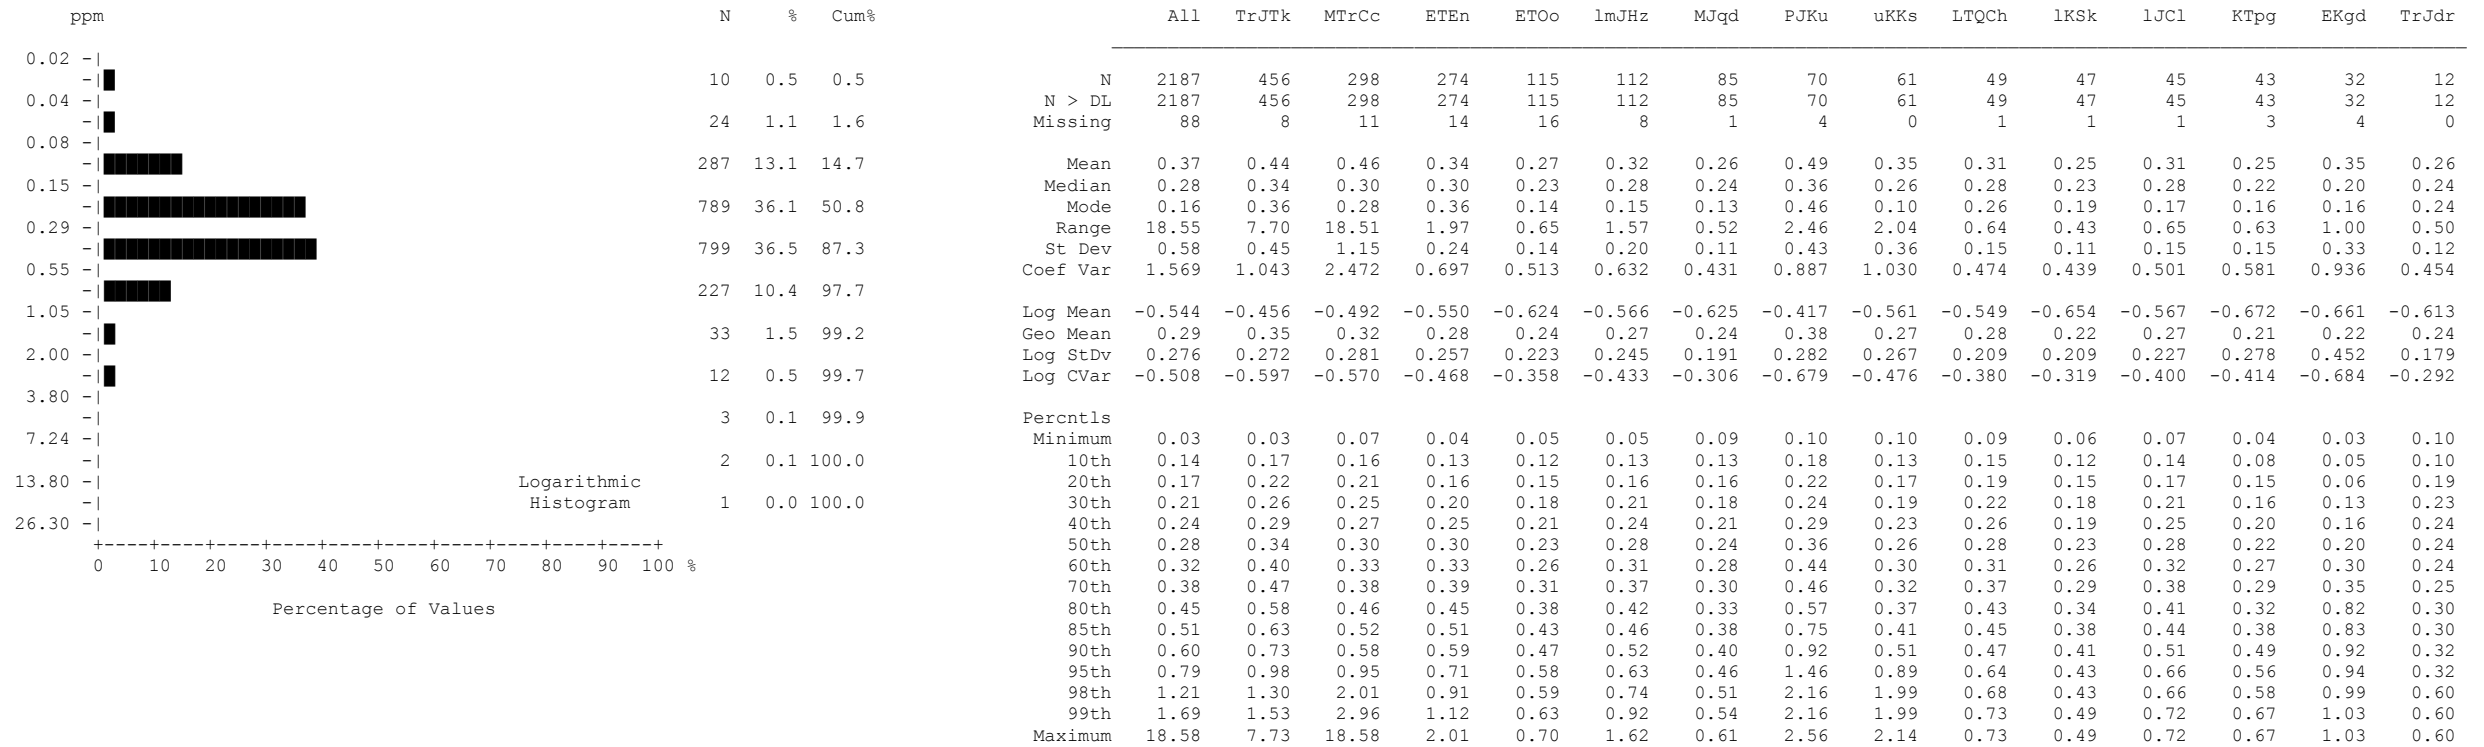 ppm N % Cum% All TrJTk MTrCc ETEn ETOo lmJHz MJqd PJKu uKKs LTQCh lKSk lJCl KTpg EKgd TrJdr
0.02 -|
-| 10 0.5 0.5 N 2187 456 298 274 115 112 85 70 61 49 47 45 43 32 12
0.04 -| N > DL 2187 456 298 274 115 112 85 70 61 49 47 45 43 32 12
-| 24 1.1 1.6 Missing 88 8 11 14 16 8 1 4 0 1 1 1 3 4 0
0.08 -|
-| 287 13.1 14.7 Mean 0.37 0.44 0.46 0.34 0.27 0.32 0.26 0.49 0.35 0.31 0.25 0.31 0.25 0.35 0.26
0.15 -| Median 0.28 0.34 0.30 0.30 0.23 0.28 0.24 0.36 0.26 0.28 0.23 0.28 0.22 0.20 0.24
-| 789 36.1 50.8 Mode 0.16 0.36 0.28 0.36 0.14 0.15 0.13 0.46 0.10 0.26 0.19 0.17 0.16 0.16 0.24
0.29 -| Range 18.55 7.70 18.51 1.97 0.65 1.57 0.52 2.46 2.04 0.64 0.43 0.65 0.63 1.00 0.50
-| 799 36.5 87.3 St Dev 0.58 0.45 1.15 0.24 0.14 0.20 0.11 0.43 0.36 0.15 0.11 0.15 0.15 0.33 0.12
0.55 -| Coef Var 1.569 1.043 2.472 0.697 0.513 0.632 0.431 0.887 1.030 0.474 0.439 0.501 0.581 0.936 0.454
-| 227 10.4 97.7
1.05 -| Log Mean -0.544 -0.456 -0.492 -0.550 -0.624 -0.566 -0.625 -0.417 -0.561 -0.549 -0.654 -0.567 -0.672 -0.661 -0.613
-| 33 1.5 99.2 Geo Mean 0.29 0.35 0.32 0.28 0.24 0.27 0.24 0.38 0.27 0.28 0.22 0.27 0.21 0.22 0.24
2.00 -| Log StDv 0.276 0.272 0.281 0.257 0.223 0.245 0.191 0.282 0.267 0.209 0.209 0.227 0.278 0.452 0.179
-| 12 0.5 99.7 Log CVar -0.508 -0.597 -0.570 -0.468 -0.358 -0.433 -0.306 -0.679 -0.476 -0.380 -0.319 -0.400 -0.414 -0.684 -0.292
3.80 -|
-| 3 0.1 99.9 Percntls
7.24 -| Minimum 0.03 0.03 0.07 0.04 0.05 0.05 0.09 0.10 0.10 0.09 0.06 0.07 0.04 0.03 0.10
-| 2 0.1 100.0 10th 0.14 0.17 0.16 0.13 0.12 0.13 0.13 0.18 0.13 0.15 0.12 0.14 0.08 0.05 0.10
13.80 -| Logarithmic 20th 0.17 0.22 0.21 0.16 0.15 0.16 0.16 0.22 0.17 0.19 0.15 0.17 0.15 0.06 0.19
-| Histogram 1 0.0 100.0 30th 0.21 0.26 0.25 0.20 0.18 0.21 0.18 0.24 0.19 0.22 0.18 0.21 0.16 0.13 0.23
26.30 -| 40th 0.24 0.29 0.27 0.25 0.21 0.24 0.21 0.29 0.23 0.26 0.19 0.25 0.20 0.16 0.24
+----+----+----+----+----+----+----+----+----+----+ 50th 0.28 0.34 0.30 0.30 0.23 0.28 0.24 0.36 0.26 0.28 0.23 0.28 0.22 0.20 0.24
0 10 20 30 40 50 60 70 80 90 100 % 60th 0.32 0.40 0.33 0.33 0.26 0.31 0.28 0.44 0.30 0.31 0.26 0.32 0.27 0.30 0.24
70th 0.38 0.47 0.38 0.39 0.31 0.37 0.30 0.46 0.32 0.37 0.29 0.38 0.29 0.35 0.25
Percentage of Values 80th 0.45 0.58 0.46 0.45 0.38 0.42 0.33 0.57 0.37 0.43 0.34 0.41 0.32 0.82 0.30
85th 0.51 0.63 0.52 0.51 0.43 0.46 0.38 0.75 0.41 0.45 0.38 0.44 0.38 0.83 0.30
90th 0.60 0.73 0.58 0.59 0.47 0.52 0.40 0.92 0.51 0.47 0.41 0.51 0.49 0.92 0.32
95th 0.79 0.98 0.95 0.71 0.58 0.63 0.46 1.46 0.89 0.64 0.43 0.66 0.56 0.94 0.32
98th 1.21 1.30 2.01 0.91 0.59 0.74 0.51 2.16 1.99 0.68 0.43 0.66 0.58 0.99 0.60
99th 1.69 1.53 2.96 1.12 0.63 0.92 0.54 2.16 1.99 0.73 0.49 0.72 0.67 1.03 0.60
Maximum 18.58 7.73 18.58 2.01 0.70 1.62 0.61 2.56 2.14 0.73 0.49 0.72 0.67 1.03 0.60